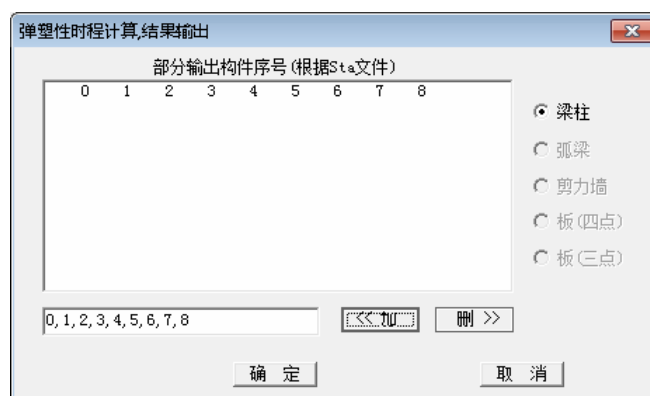 弹塑性时程计算,结果输出
部分输出构件序号(根据Sta文件)
0 1 2 3 4 5 6 7 8
梁柱
弧梁
剪力墙
板(四点)
板(三点)
0,1,2,3,4,5,6,7,8
<<加
删 >>
确 定
取 消